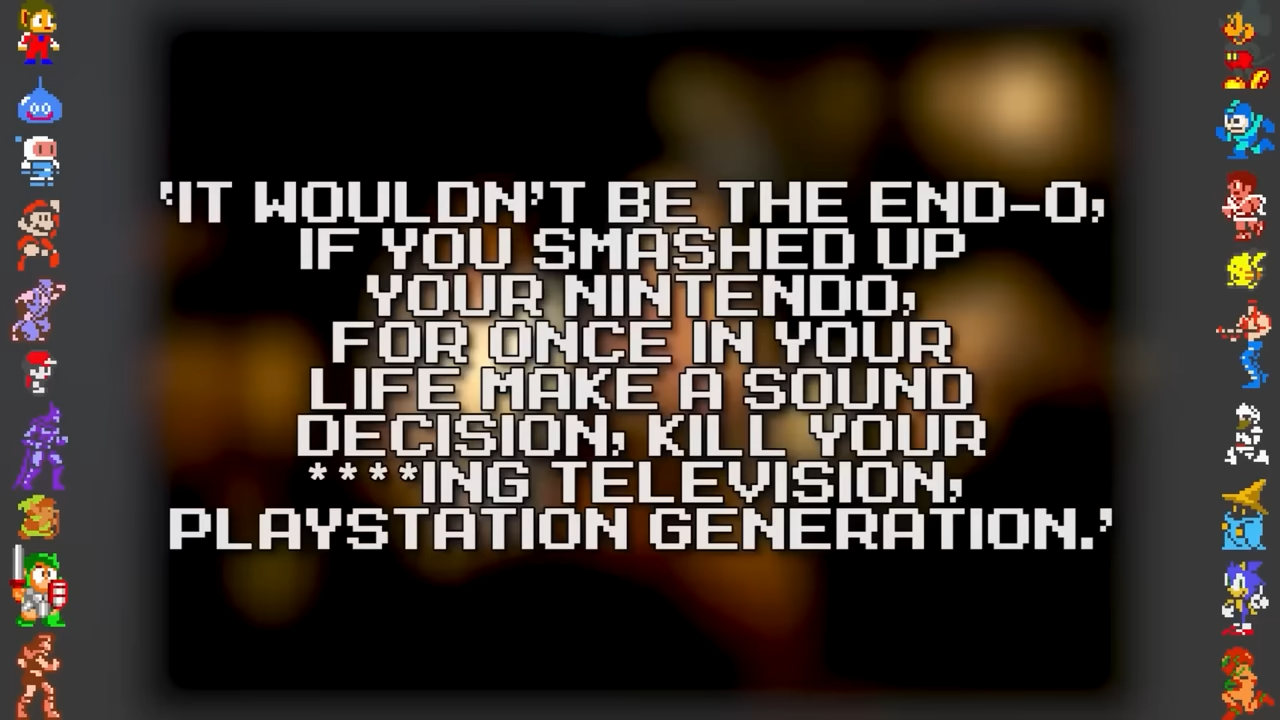 'IT WOULDN'T BE THE END-O,
IF YOU SMASHED UP
YOUR NINTENDO,
FOR ONCE IN YOUR
LIFE MAKE A SOUND
DECISION, KILL YOUR
****ING TELEVISION,
PLAYSTATION GENERATION.'